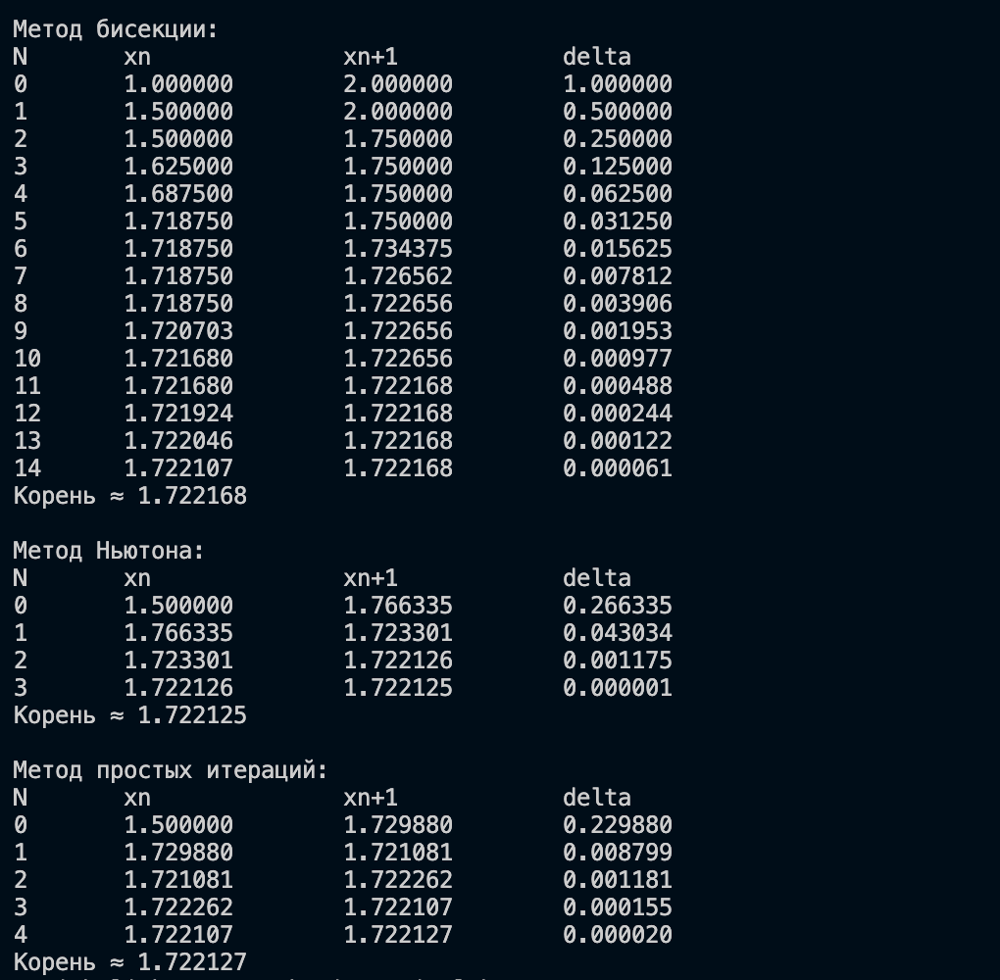 Метод бисекции:
N xn xn+1 delta
0 1.000000 2.000000 1.000000
1 1.500000 2.000000 0.500000
2 1.500000 1.750000 0.250000
3 1.625000 1.750000 0.125000
4 1.687500 1.750000 0.062500
5 1.718750 1.750000 0.031250
6 1.718750 1.734375 0.015625
7 1.718750 1.726562 0.007812
8 1.718750 1.722656 0.003906
9 1.720703 1.722656 0.001953
10 1.721680 1.722656 0.000977
11 1.721680 1.722168 0.000488
12 1.721924 1.722168 0.000244
13 1.722046 1.722168 0.000122
14 1.722107 1.722168 0.000061
Корень ≈ 1.722168
Метод Ньютона:
N xn xn+1 delta
0 1.500000 1.766335 0.266335
1 1.766335 1.723301 0.043034
2 1.723301 1.722126 0.001175
3 1.722126 1.722125 0.000001
Корень ≈ 1.722125
Метод простых итераций:
N xn xn+1 delta
0 1.500000 1.729880 0.229880
1 1.729880 1.721081 0.008799
2 1.721081 1.722262 0.001181
3 1.722262 1.722107 0.000155
4 1.722107 1.722127 0.000020
Корень ≈ 1.722127